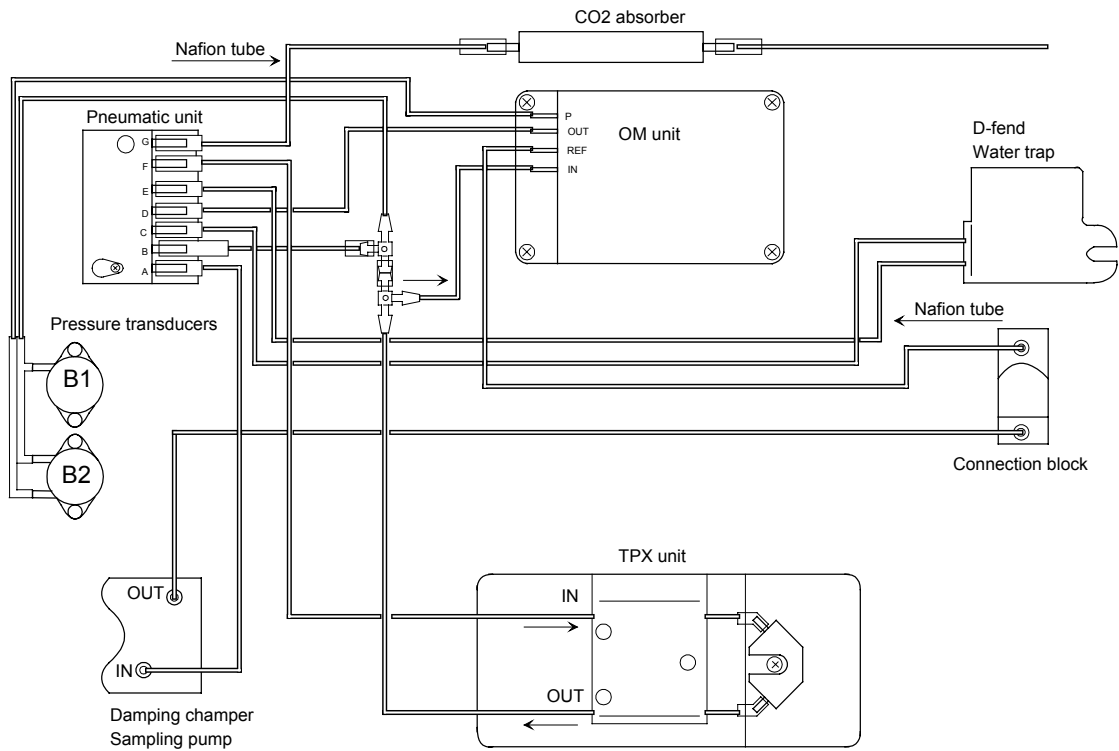 CO2 absorber
Nafion tube
Pneumatic unit
G
F
E
D
C
B
A
P
OUT
REF
IN
OM unit
D-fend
Water trap
Pressure transducers
B1
B2
Nafion tube
Connection block
OUT
IN
Damping champer
Sampling pump
TPX unit
IN
OUT